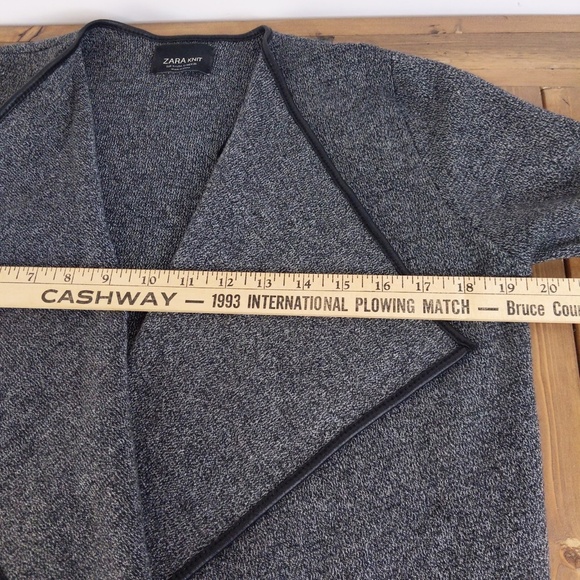 ZARA KNIT
7 8 9 10 11 12 13 14 15 16 17 18 19 20
CASHWAY — 1993 INTERNATIONAL PLOWING MATCH — Bruce Coun